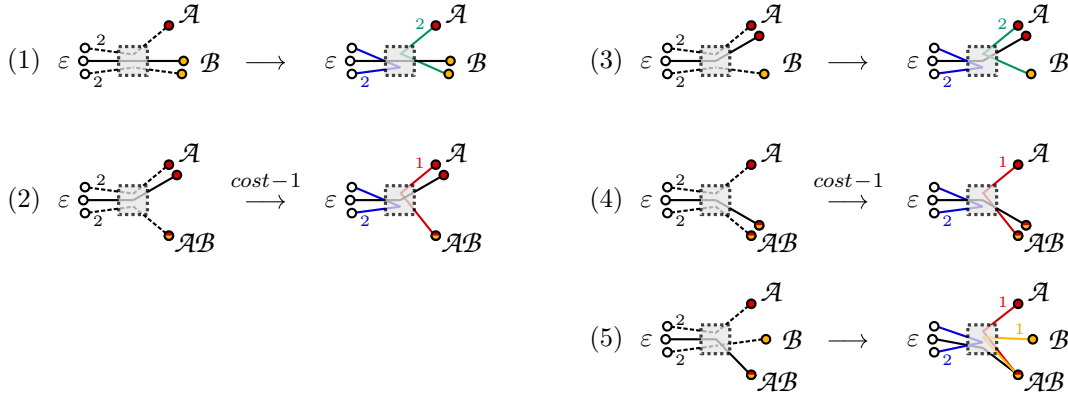 𝒜 2 𝒜 2
(1) ε 2 2 ℬ ⟶ ε 2 ℬ
(3) ε 2 2 ℬ ⟶ ε 2 ℬ
𝒜 1 𝒜
(2) ε 2 2 𝒜ℬ cost−1 ⟶ ε 2 𝒜ℬ
𝒜 1 𝒜
(4) ε 2 2 𝒜ℬ cost−1 ⟶ ε 2 𝒜ℬ
𝒜 1 𝒜
(5) ε 2 2 ℬ 𝒜ℬ ⟶ ε 2 1 ℬ 𝒜ℬ